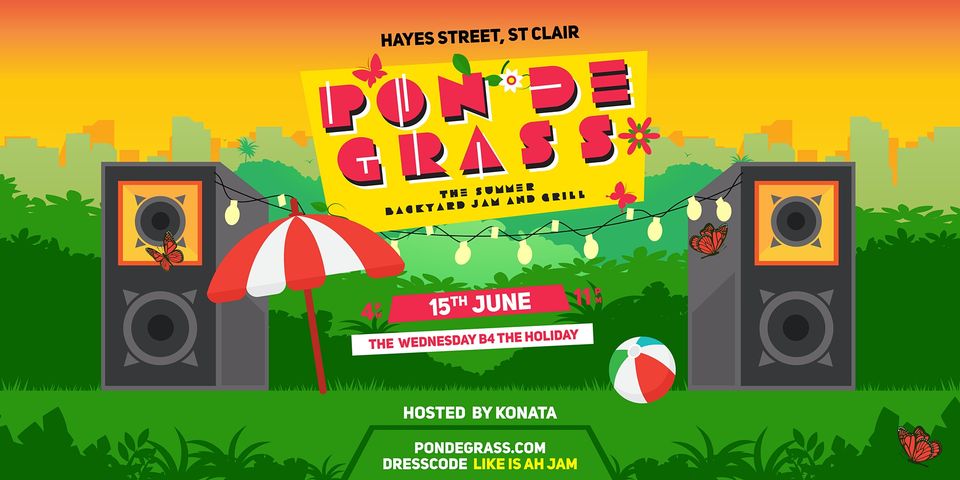 HAYES STREET, ST CLAIR
PON DE
GRASS
THE SUMMER
BACKYARD JAM AND GRILL
15TH JUNE
THE WEDNESDAY B4 THE HOLIDAY
HOSTED BY KONATA
PONDEGRASS.COM
DRESSCODE LIKE IS AH JAM